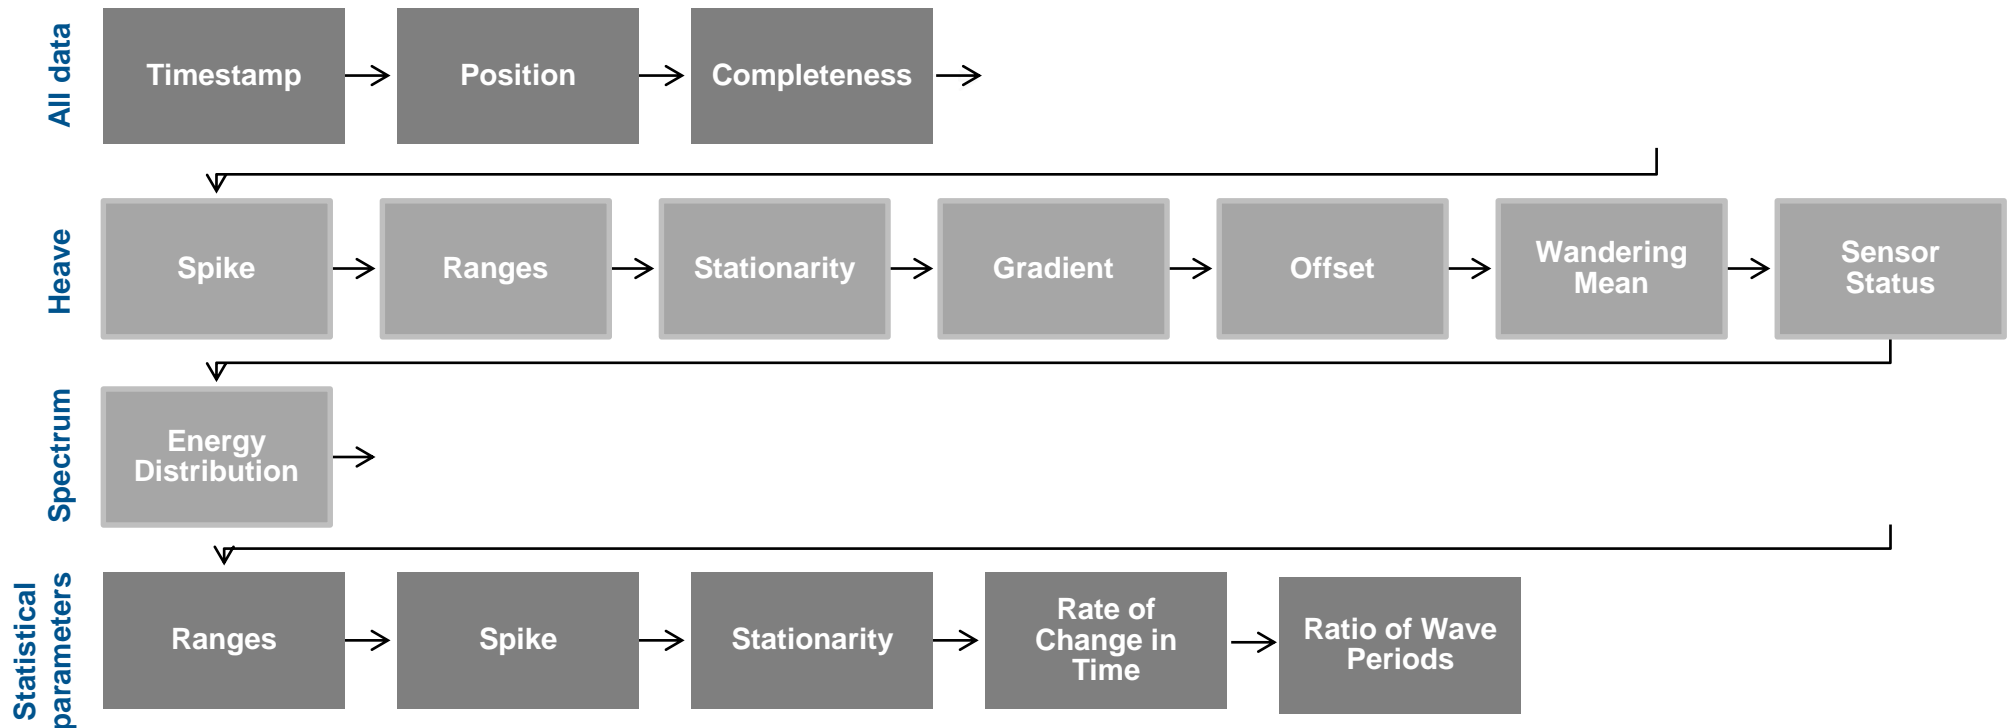 All data
Timestamp
Position
Completeness
Heave
Spike
Ranges
Stationarity
Gradient
Offset
Wandering
Mean
Sensor
Status
Spectrum
Energy
Distribution
Statistical
parameters
Ranges
Spike
Stationarity
Rate of
Change in
Time
Ratio of Wave
Periods